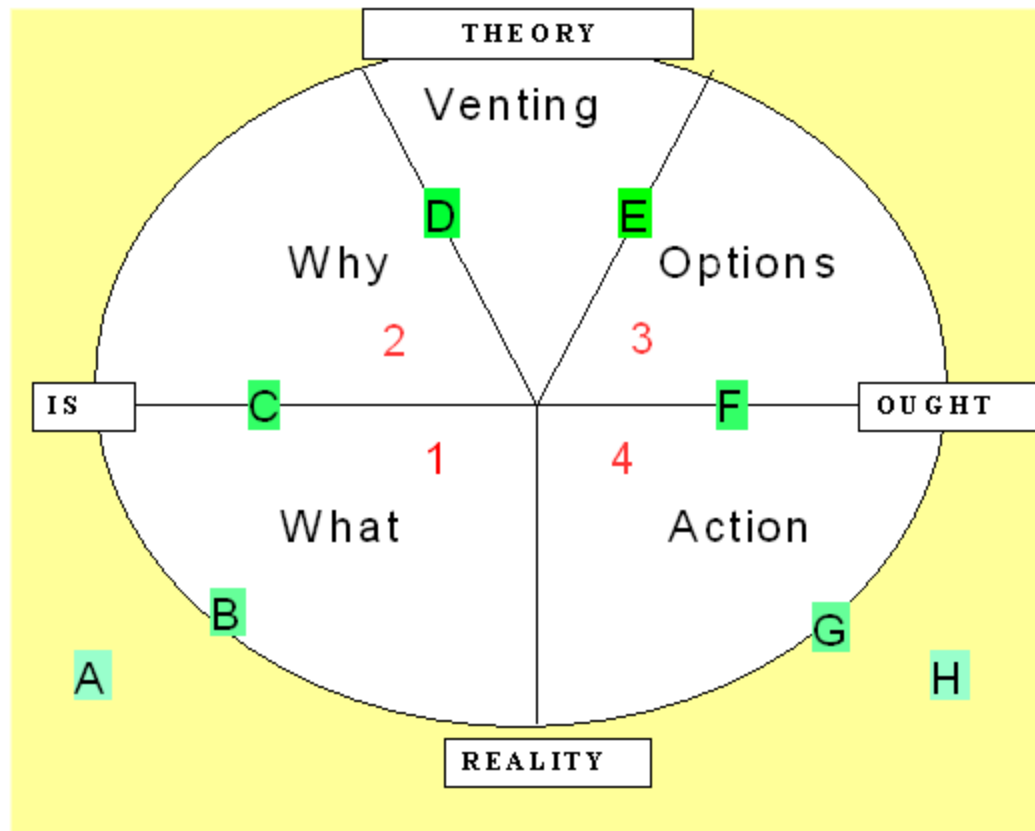 THEORY
Venting
D
E
Why
Options
2
3
IS
C
F
OUGHT
1
4
What
Action
B
G
A
H
REALITY